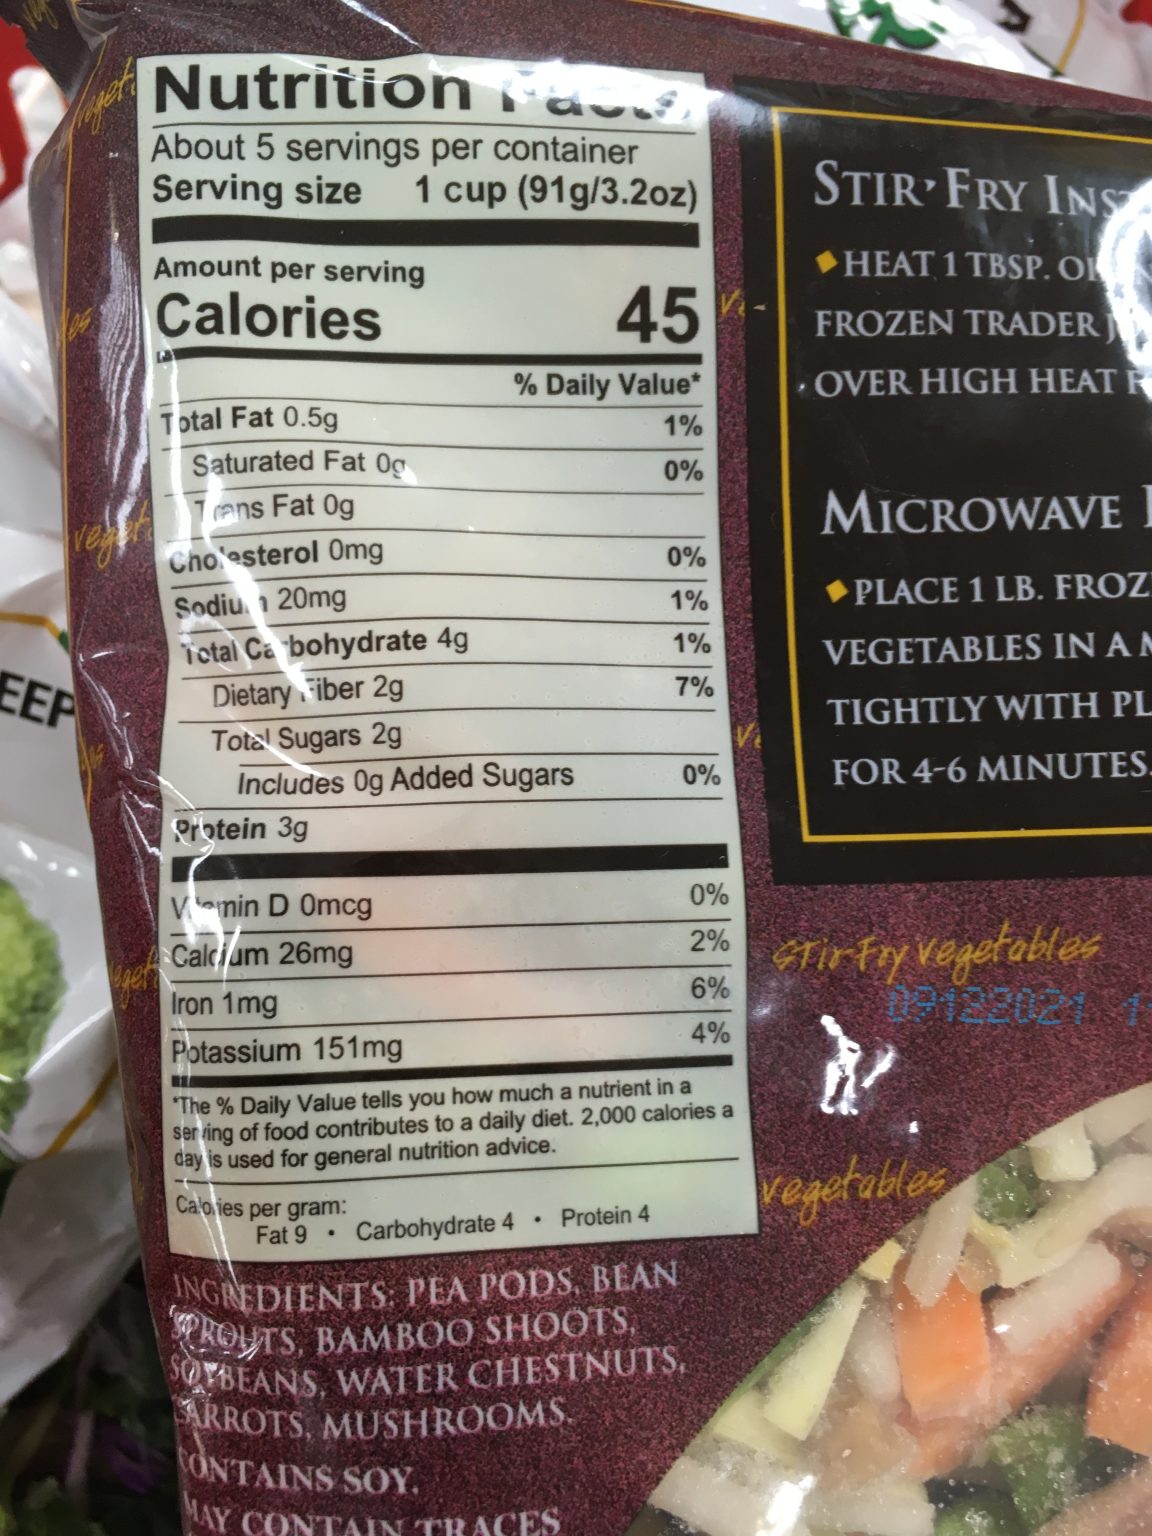 Nutrition Facts
About 5 servings per container
Serving size 1 cup (91g/3.2oz)
Amount per serving
Calories 45
% Daily Value*
Total Fat 0.5g 1%
Saturated Fat 0g 0%
Trans Fat 0g
Cholesterol 0mg 0%
Sodium 20mg 1%
Total Carbohydrate 4g 1%
Dietary Fiber 2g 7%
Total Sugars 2g
Includes 0g Added Sugars 0%
Protein 3g
Vitamin D 0mcg 0%
Calcium 26mg 2%
Iron 1mg 6%
Potassium 151mg 4%
*The % Daily Value tells you how much a nutrient in a
serving of food contributes to a daily diet. 2,000 calories a
day is used for general nutrition advice.
Calories per gram:
Fat 9 • Carbohydrate 4 • Protein 4
INGREDIENTS: PEA PODS, BEAN
SPROUTS, BAMBOO SHOOTS,
SOYBEANS, WATER CHESTNUTS,
CARROTS, MUSHROOMS.
CONTAINS SOY.
MAY CONTAIN TRACES
STIR-FRY
HEAT 1 TBSP.
FROZEN TRADER
OVER HIGH HEAT
MICROWAVE
PLACE 1 LB.
VEGETABLES IN A
TIGHTLY WITH
FOR 4-6 MINUTES.
Stir-Fry vegetables
09122021
vegetables
EEP